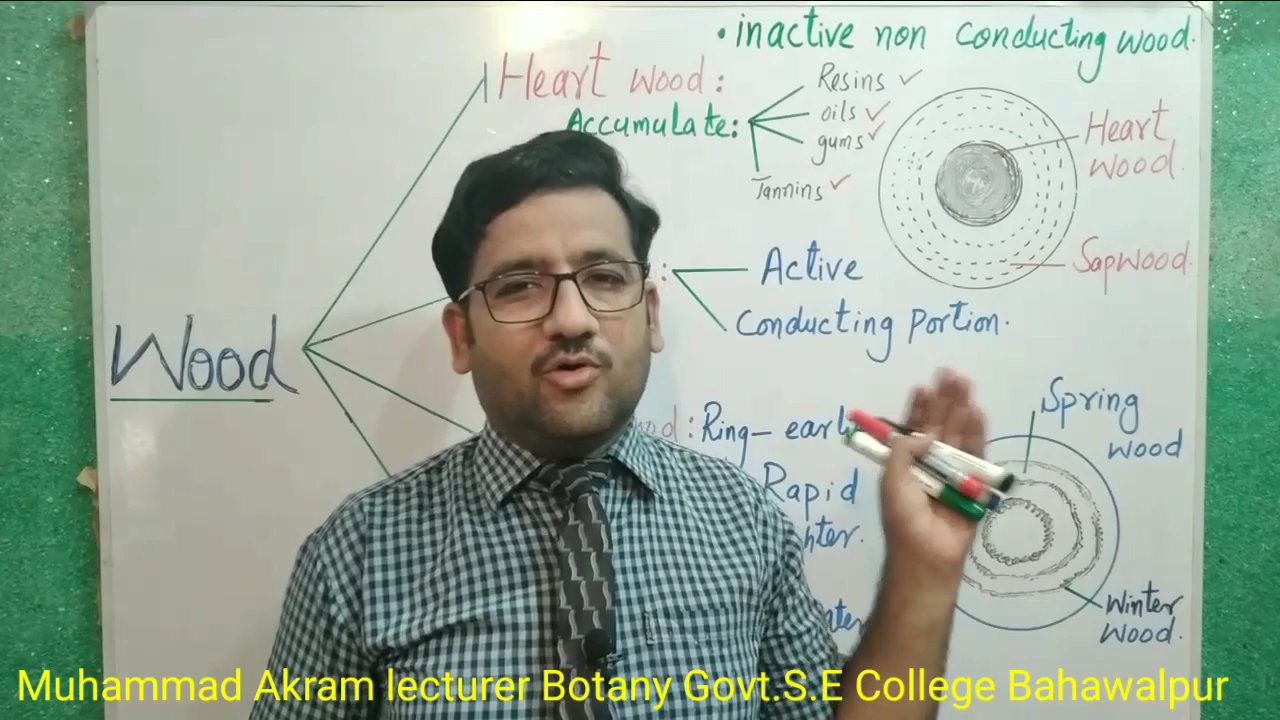 • inactive non conducting wood.
Heart wood:
Accumulate:
Resins ✓
oils ✓
gums ✓
Tannins ✓
Heart
wood.
Sapwood.
: Active
Conducting Portion.
Wood
: Ring - early
Rapid
Spring
wood
Winter
wood.
Muhammad Akram lecturer Botany Govt.S.E College Bahawalpur